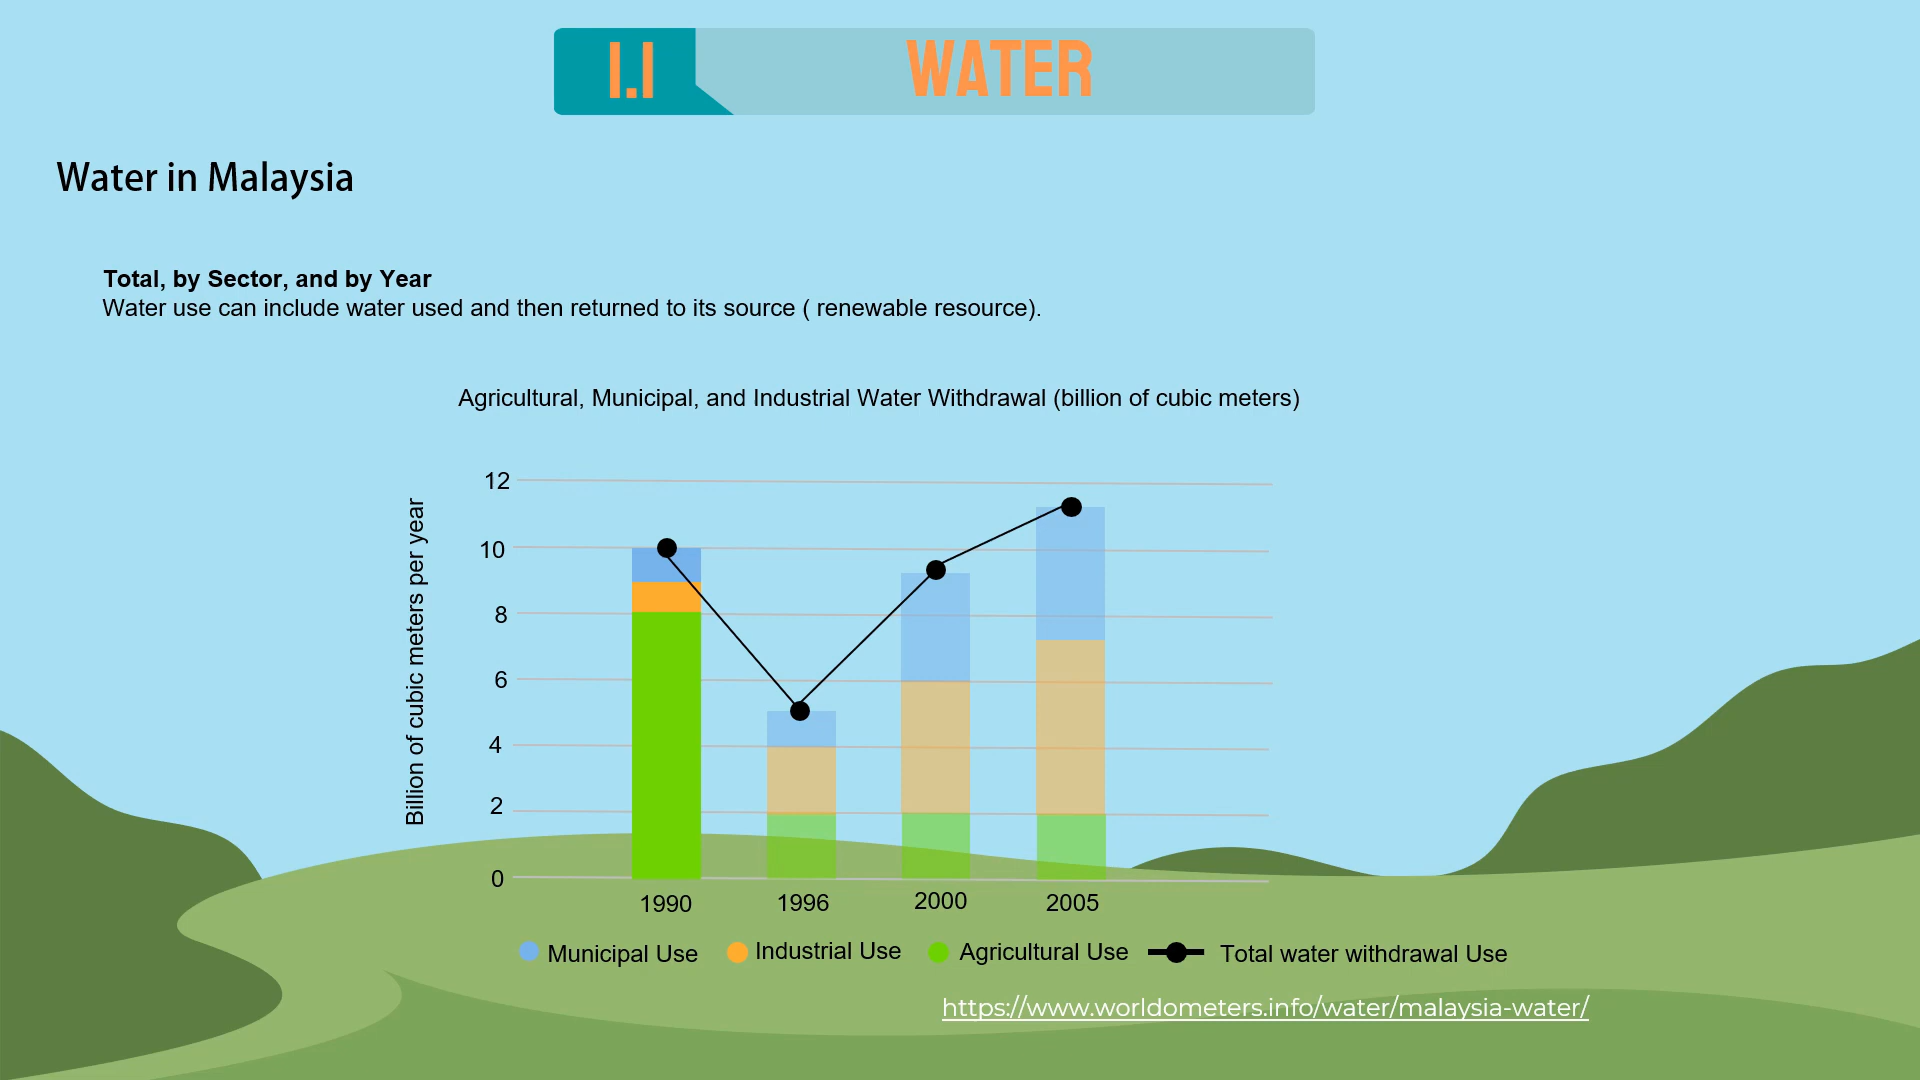 1.1
WATER
Water in Malaysia
Total, by Sector, and by Year
Water use can include water used and then returned to its source ( renewable resource).
Agricultural, Municipal, and Industrial Water Withdrawal (billion of cubic meters)
Billion of cubic meters per year
12
10
8
6
4
2
0
1990
1996
2000
2005
Municipal Use
Industrial Use
Agricultural Use
Total water withdrawal Use
https://www.worldometers.info/water/malaysia-water/